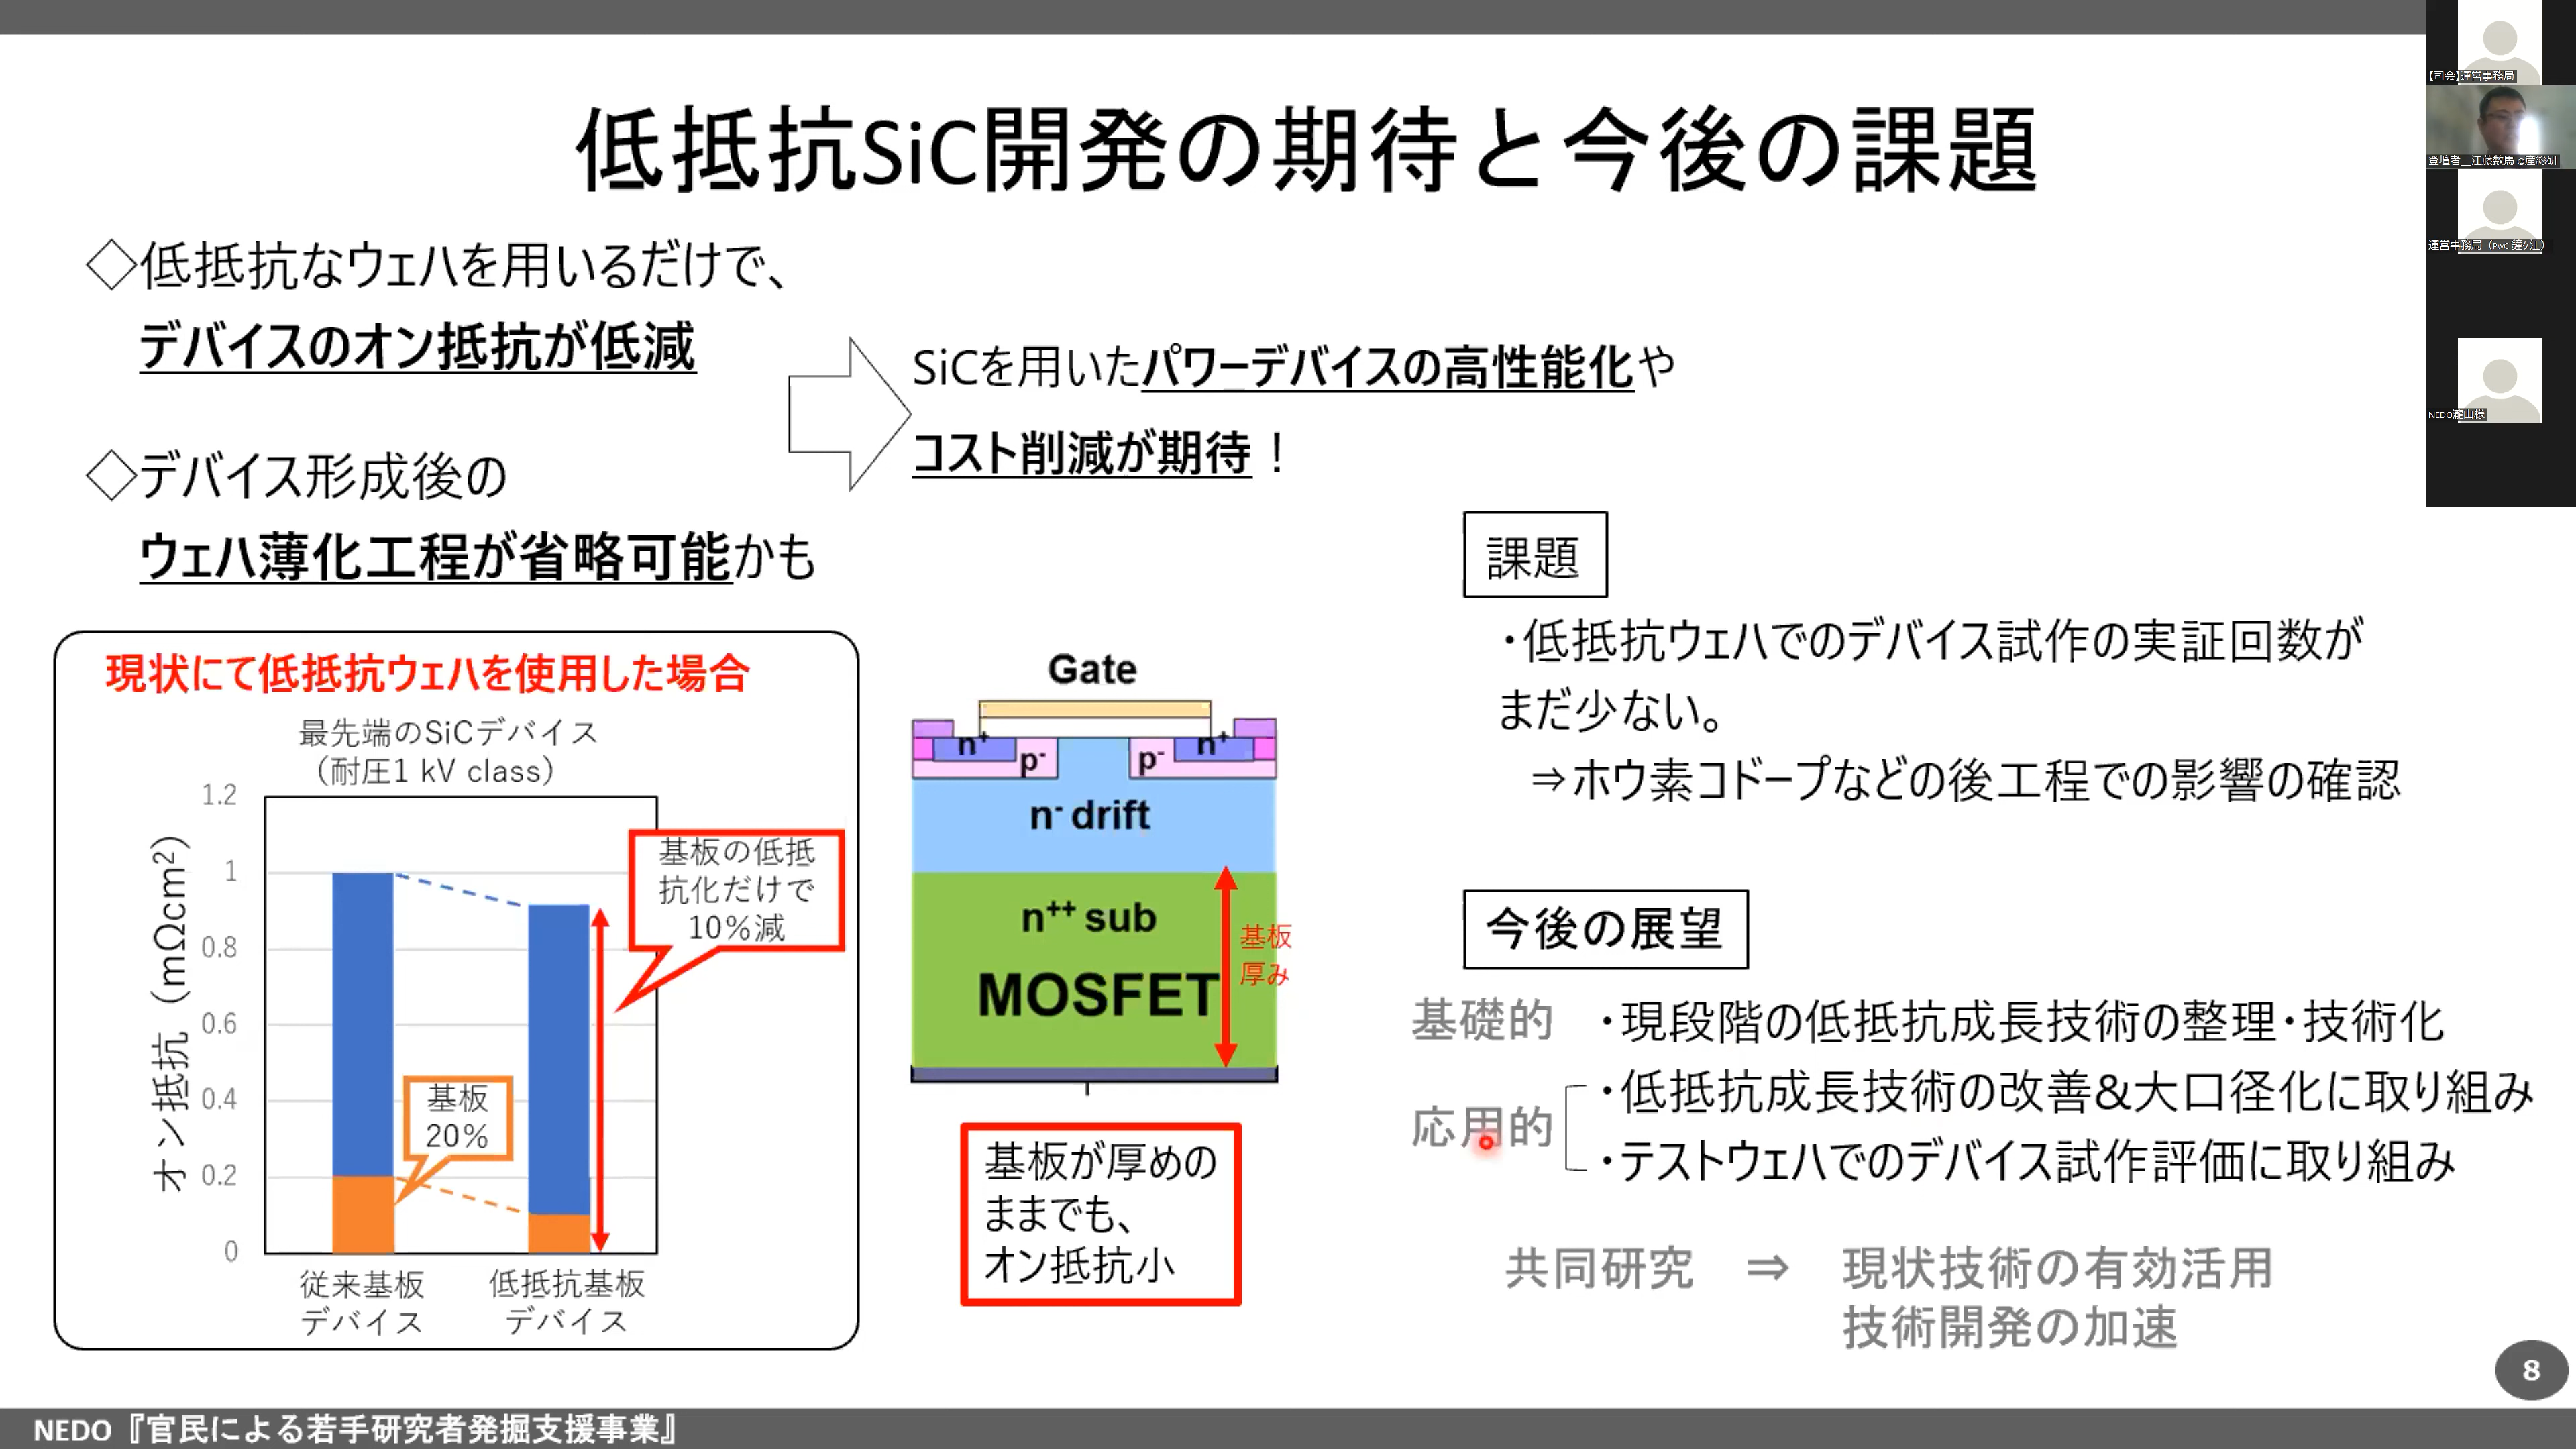 低抵抗SiC開発の期待と今後の課題
◇低抵抗なウェハを用いるだけで、
デバイスのオン抵抗が低減
◇デバイス形成後の
ウェハ薄化工程が省略可能かも
SiCを用いたパワーデバイスの高性能化や
コスト削減が期待！
現状にて低抵抗ウェハを使用した場合
最先端のSiCデバイス
（耐圧1 kV class）
オン抵抗（mΩcm²）
1.2
1
0.8
0.6
0.4
0.2
0
基板の低抵
抗化だけで
10%減
基板
20%
従来基板
デバイス
低抵抗基板
デバイス
Gate
n⁺
p⁻
p⁻
n⁺
n⁻ drift
n⁺⁺ sub
MOSFET
基板
厚み
基板が厚めの
ままでも、
オン抵抗小
課題
・低抵抗ウェハでのデバイス試作の実証回数が
まだ少ない。
⇒ホウ素コドープなどの後工程での影響の確認
今後の展望
基礎的 ・現段階の低抵抗成長技術の整理・技術化
応用的
・低抵抗成長技術の改善&大口径化に取り組み
・テストウェハでのデバイス試作評価に取り組み
共同研究 ⇒ 現状技術の有効活用
技術開発の加速
8
NEDO『官民による若手研究者発掘支援事業』
【司会】運営事務局
登壇者__江藤数馬@産総研
運営事務局（PwC 鐘ケ江）
NEDO瀧山様